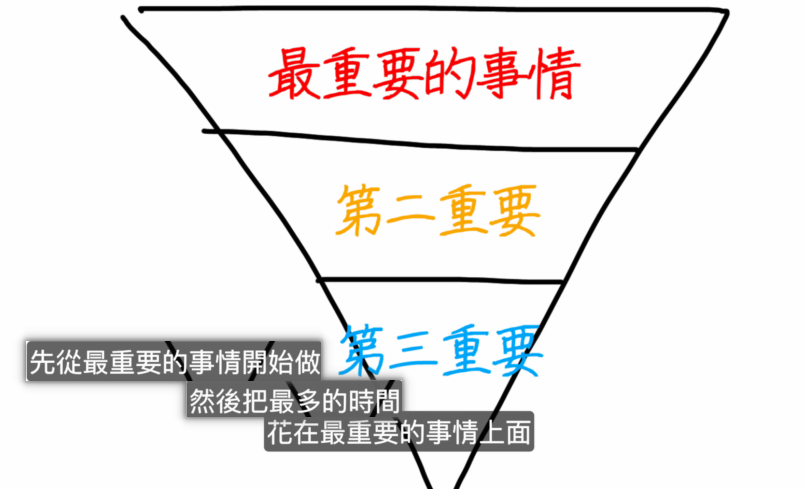 最重要的事情
第二重要
第三重要
先從最重要的事情開始做
然後把最多的時間
花在最重要的事情上面